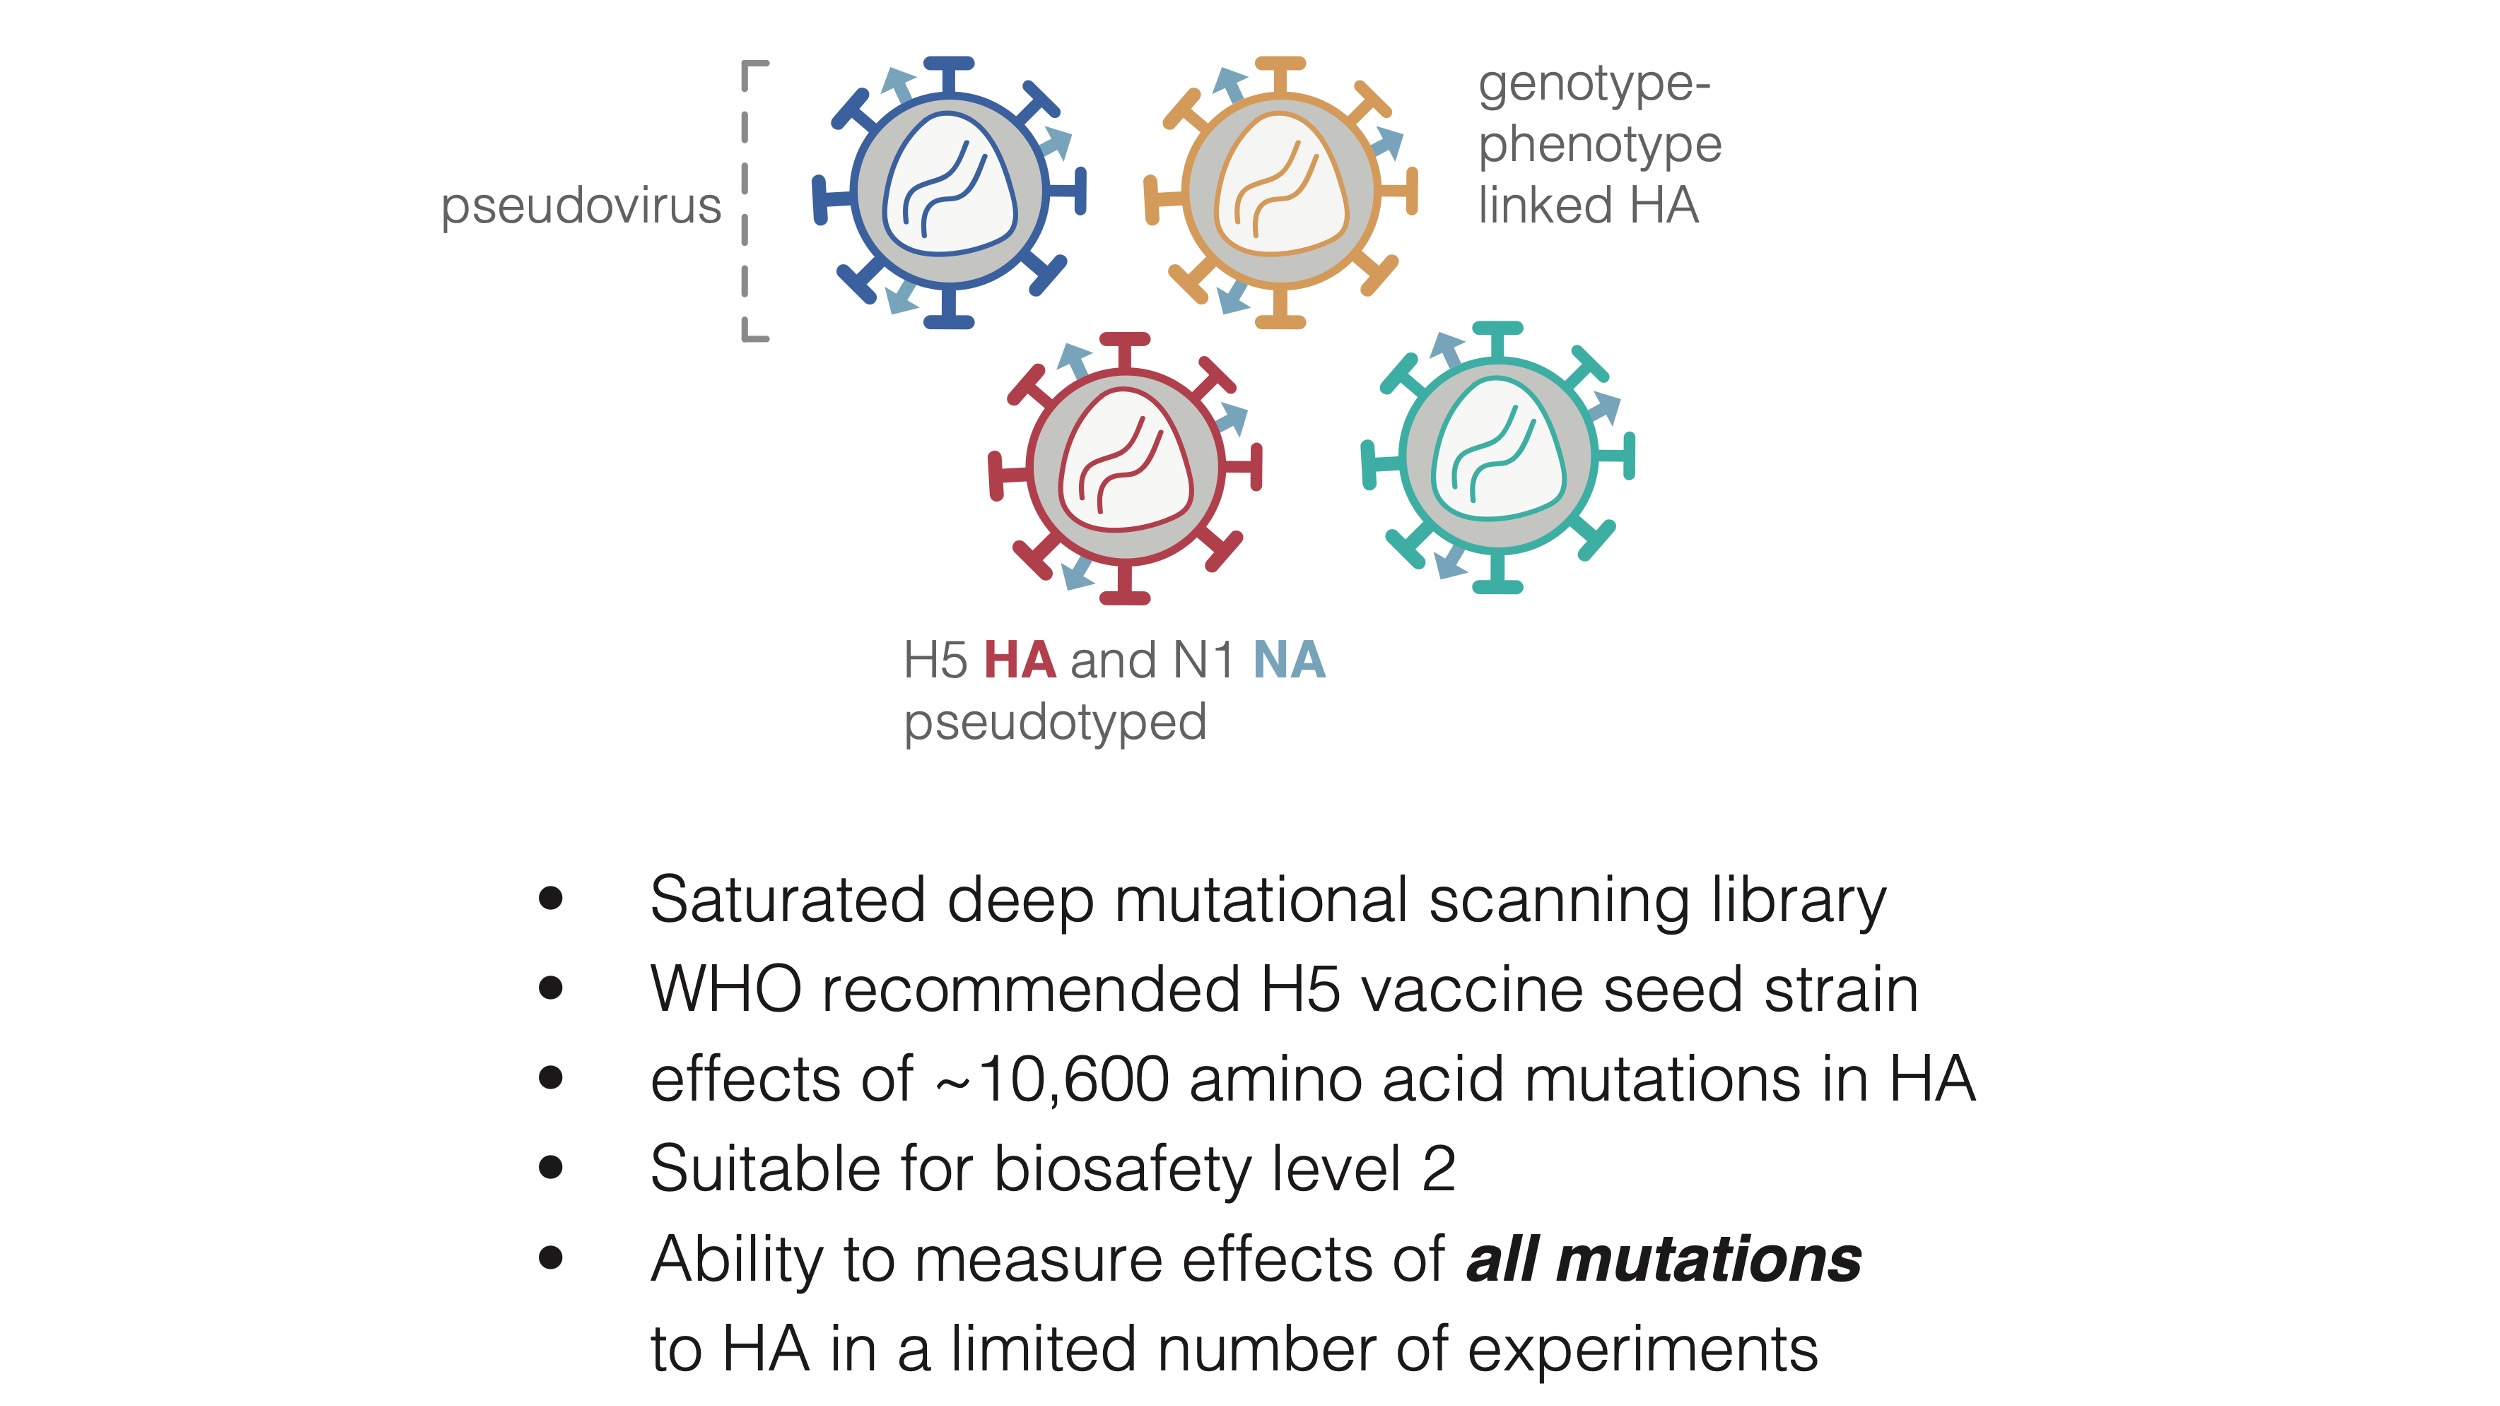 pseudovirus
genotype-
phenotype
linked HA
H5 HA and N1 NA
pseudotyped
• Saturated deep mutational scanning library
• WHO recommended H5 vaccine seed strain
• effects of ~10,600 amino acid mutations in HA
• Suitable for biosafety level 2
• Ability to measure effects of all mutations
to HA in a limited number of experiments